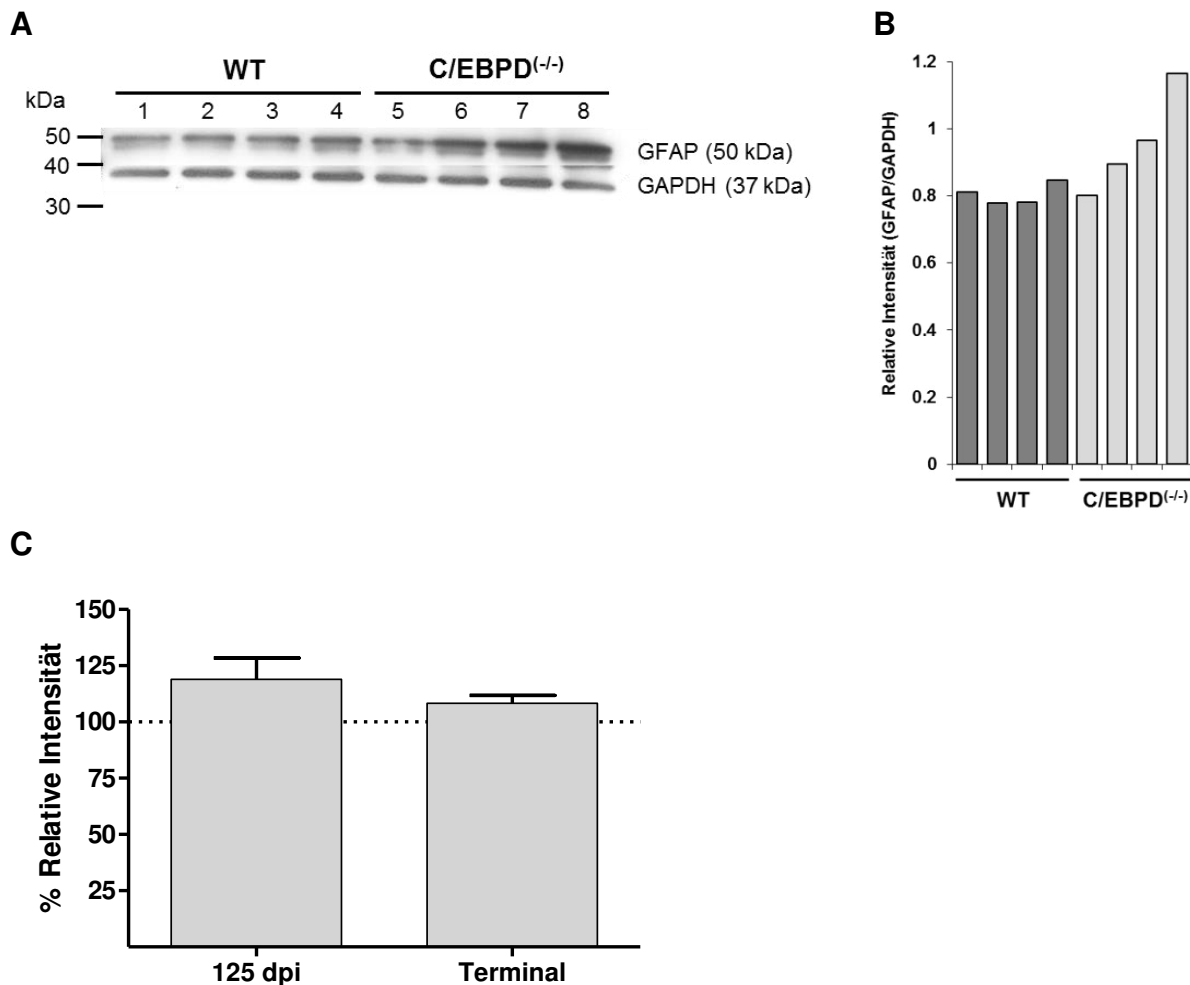 A
WT
C/EBPD(-/-)
kDa
1 2 3 4 5 6 7 8
50
GFAP (50 kDa)
40
GAPDH (37 kDa)
30
B
Relative Intensität (GFAP/GAPDH)
1.2
1
0.8
0.6
0.4
0.2
0
WT
C/EBPD(-/-)
C
% Relative Intensität
150
125
100
75
50
25
125 dpi
Terminal